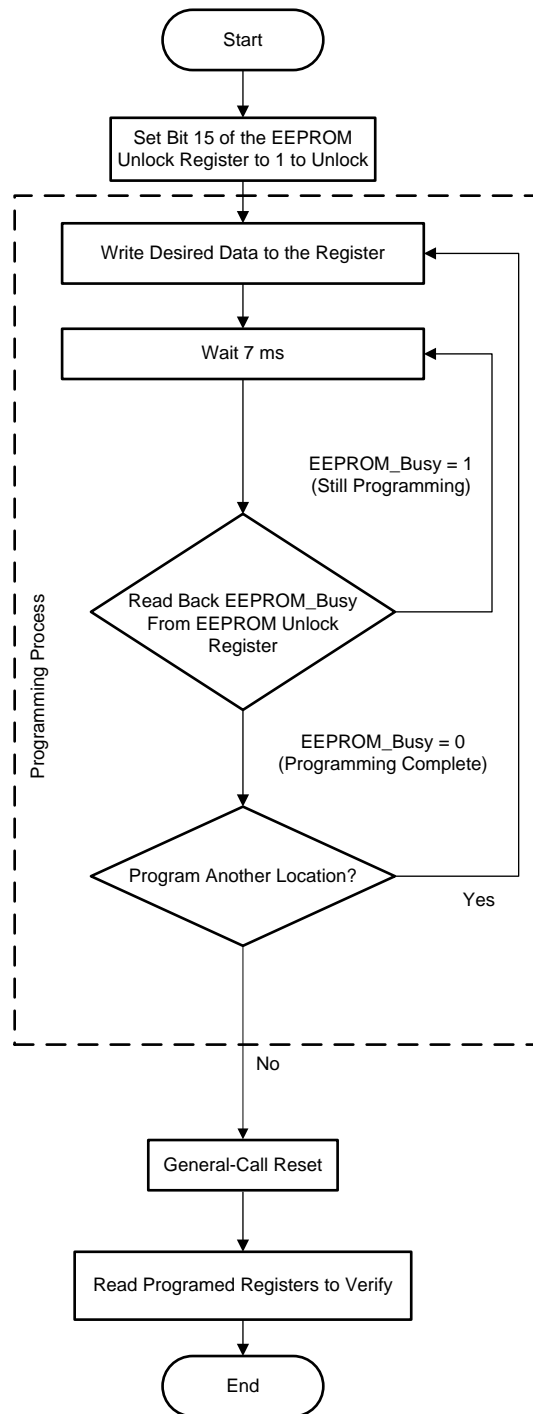 Start
Set Bit 15 of the EEPROM
Unlock Register to 1 to Unlock
Write Desired Data to the Register
Wait 7 ms
EEPROM_Busy = 1
(Still Programming)
Read Back EEPROM_Busy
From EEPROM Unlock
Register
Programming Process
EEPROM_Busy = 0
(Programming Complete)
Program Another Location?
Yes
No
General-Call Reset
Read Programed Registers to Verify
End